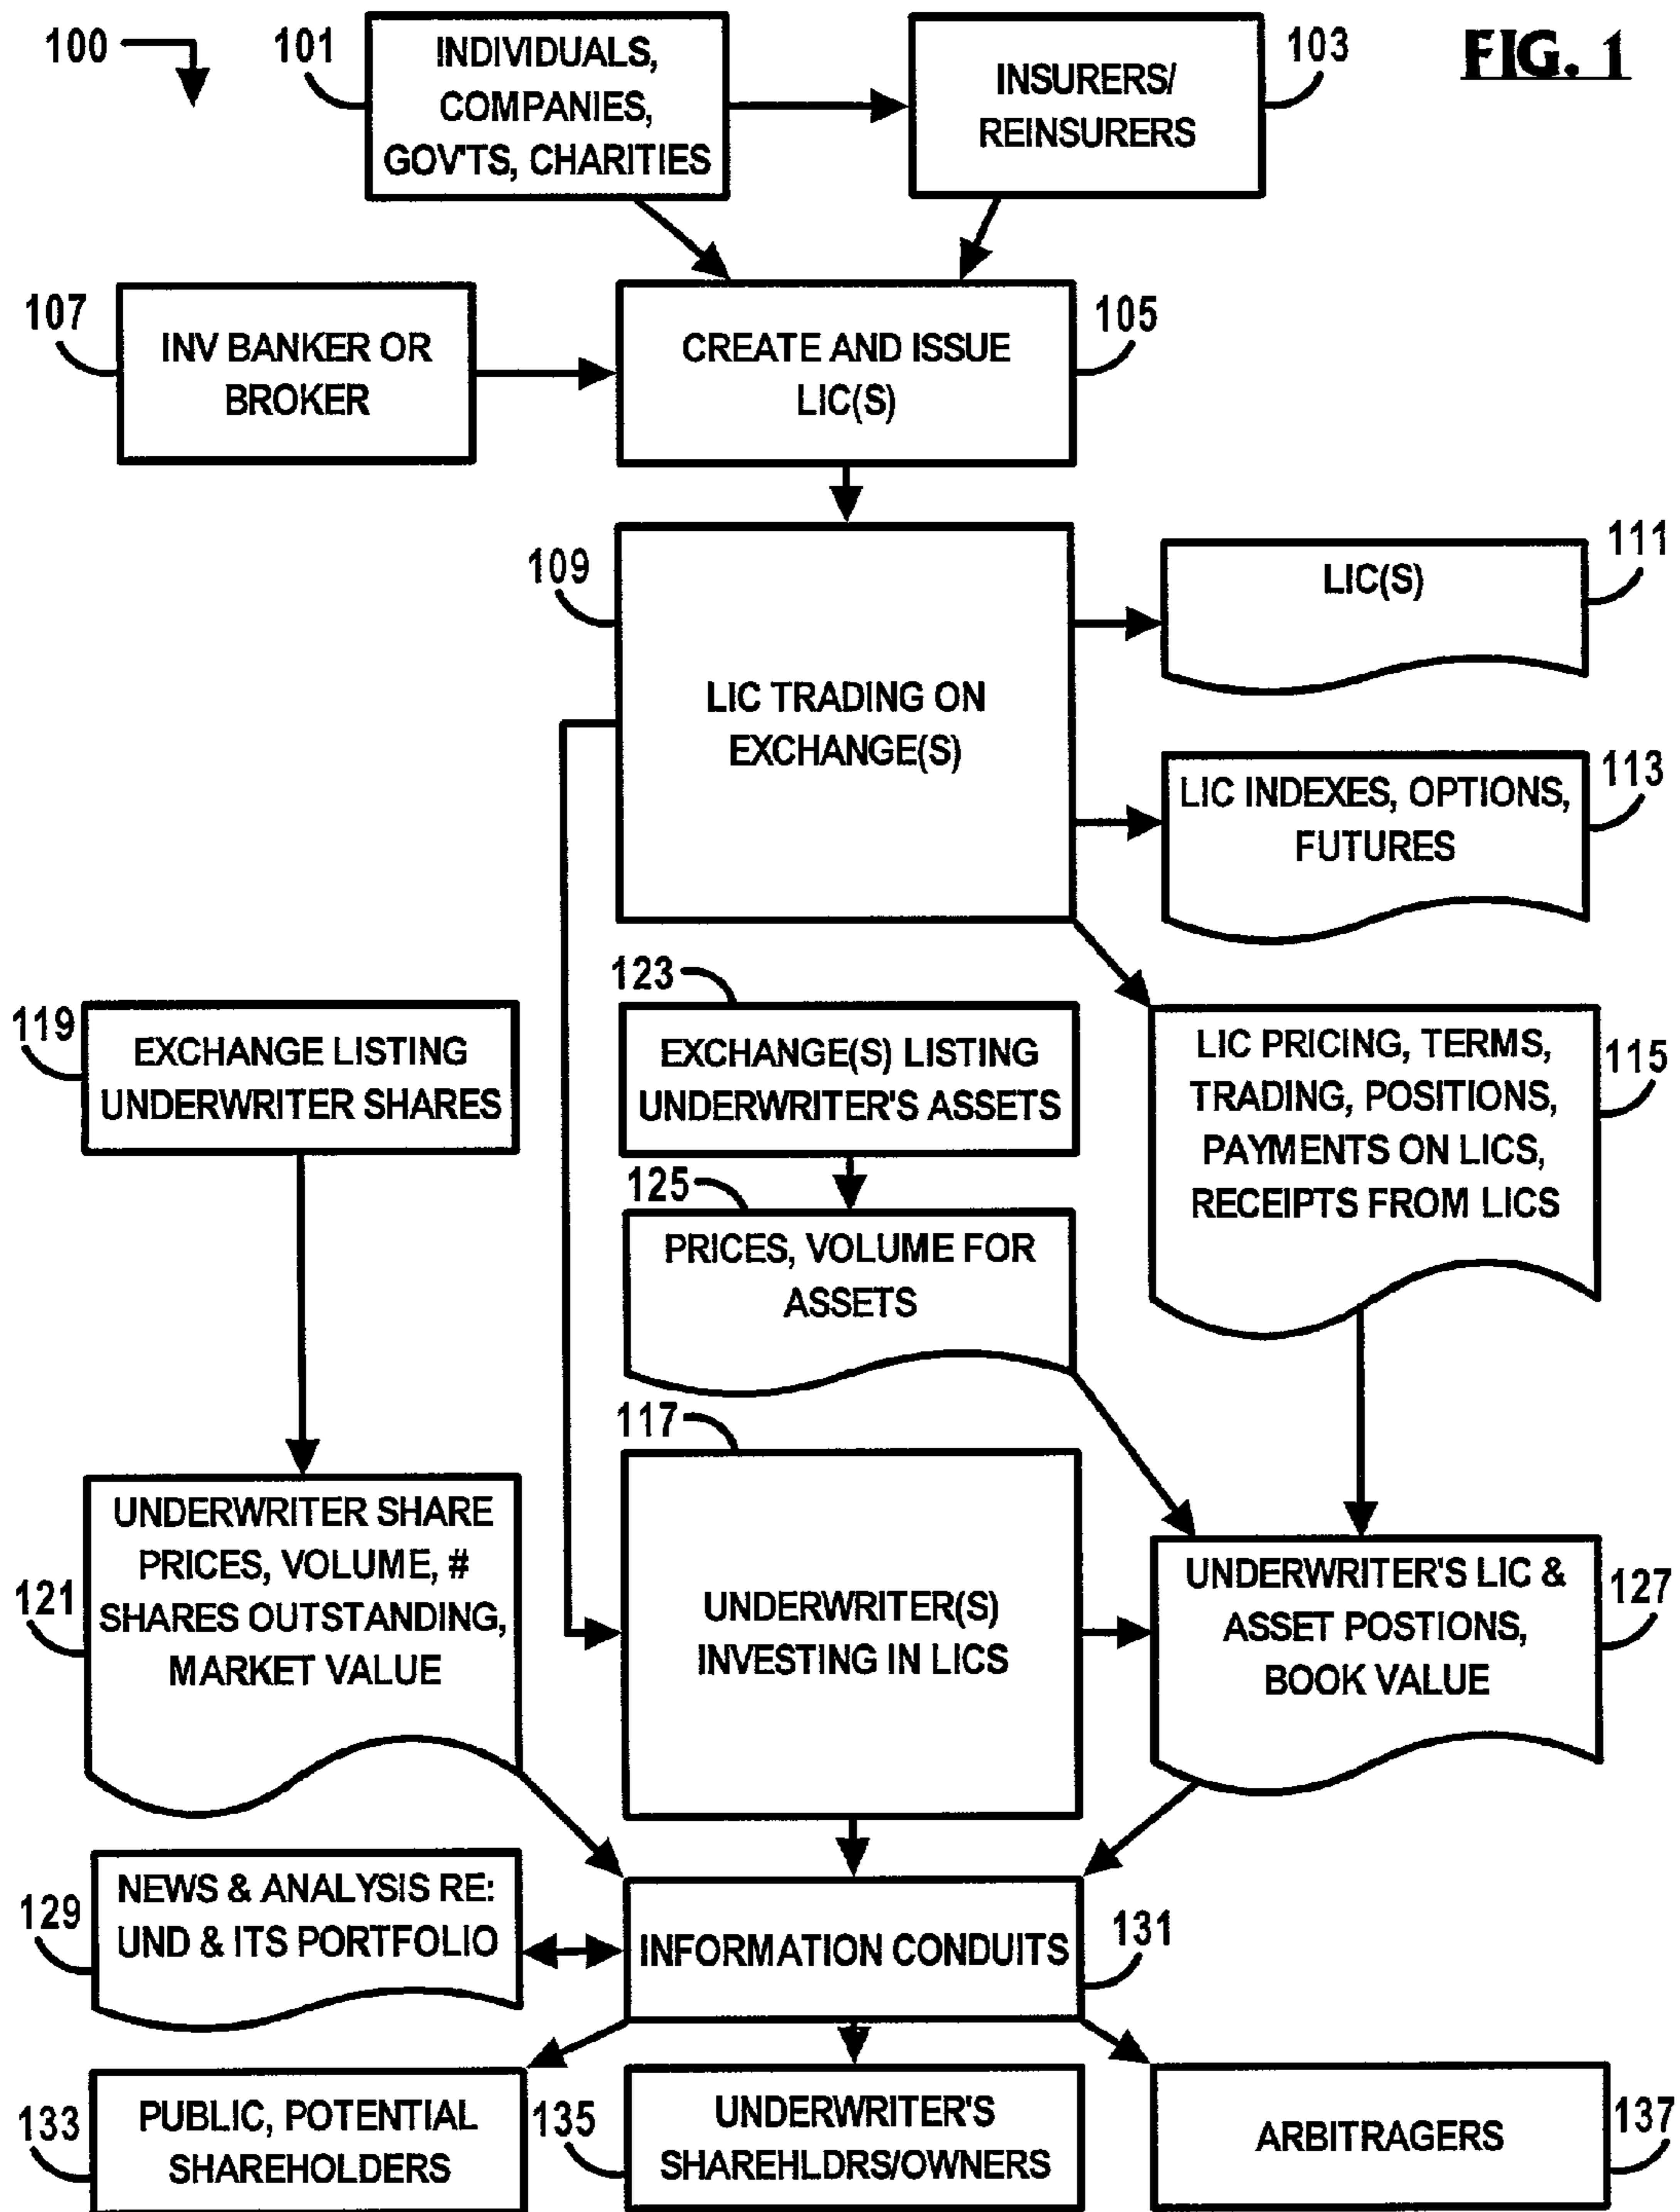 100
101
INDIVIDUALS,
COMPANIES,
GOV'TS, CHARITIES
INSURERS/
REINSURERS
103
FIG. 1
107
INV BANKER OR
BROKER
CREATE AND ISSUE
LIC(S)
105
109
LIC TRADING ON
EXCHANGE(S)
LIC(S)
111
LIC INDEXES, OPTIONS,
FUTURES
113
119
EXCHANGE LISTING
UNDERWRITER SHARES
123
EXCHANGE(S) LISTING
UNDERWRITER'S ASSETS
LIC PRICING, TERMS,
TRADING, POSITIONS,
PAYMENTS ON LICS,
RECEIPTS FROM LICS
115
125
PRICES, VOLUME FOR
ASSETS
117
UNDERWRITER(S)
INVESTING IN LICS
121
UNDERWRITER SHARE
PRICES, VOLUME, #
SHARES OUTSTANDING,
MARKET VALUE
UNDERWRITER'S LIC &
ASSET POSTIONS,
BOOK VALUE
127
129
NEWS & ANALYSIS RE:
UND & ITS PORTFOLIO
INFORMATION CONDUITS
131
133
PUBLIC, POTENTIAL
SHAREHOLDERS
135
UNDERWRITER'S
SHAREHLDRS/OWNERS
ARBITRAGERS
137